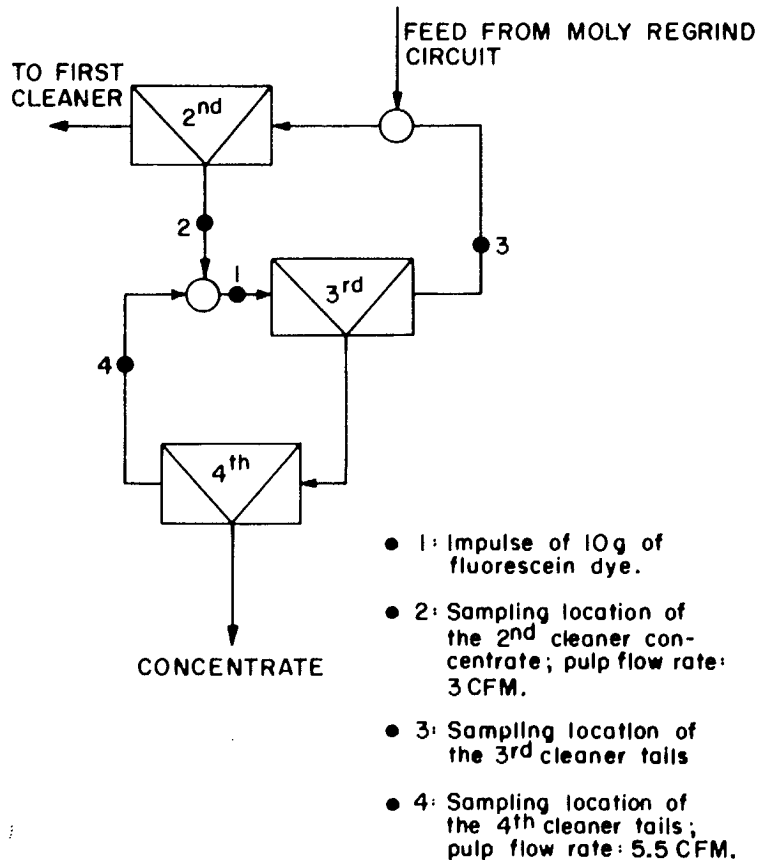 FEED FROM MOLY REGRIND
CIRCUIT
TO FIRST
CLEANER
2nd
2
3
1
3rd
4
4th
CONCENTRATE
● 1: Impulse of 10g of
fluorescein dye.
● 2: Sampling location of
the 2nd cleaner con-
centrate; pulp flow rate:
3 CFM.
● 3: Sampling location of
the 3rd cleaner tails
● 4: Sampling location of
the 4th cleaner tails;
pulp flow rate: 5.5 CFM.